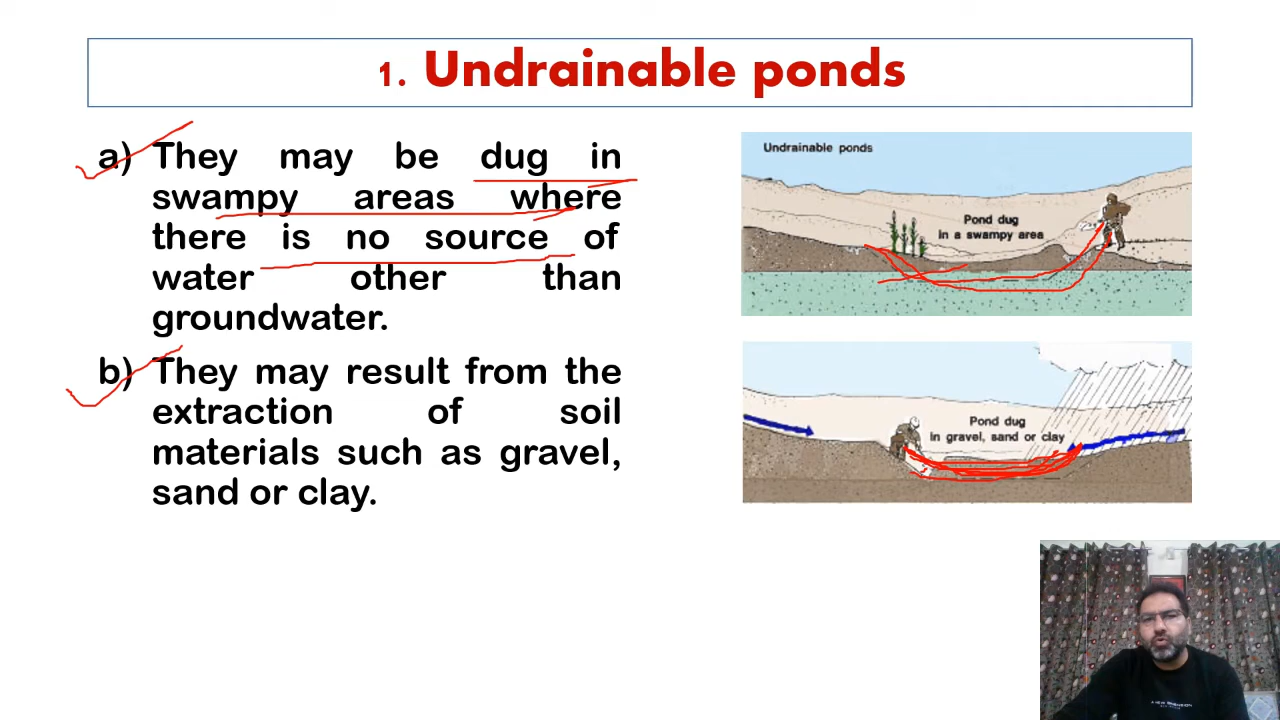 1. Undrainable ponds
a) They may be dug in
swampy areas where
there is no source of
water other than
groundwater.
b) They may result from the
extraction of soil
materials such as gravel,
sand or clay.
Undrainable ponds
Pond dug
in a swampy area
Pond dug
in gravel, sand or clay